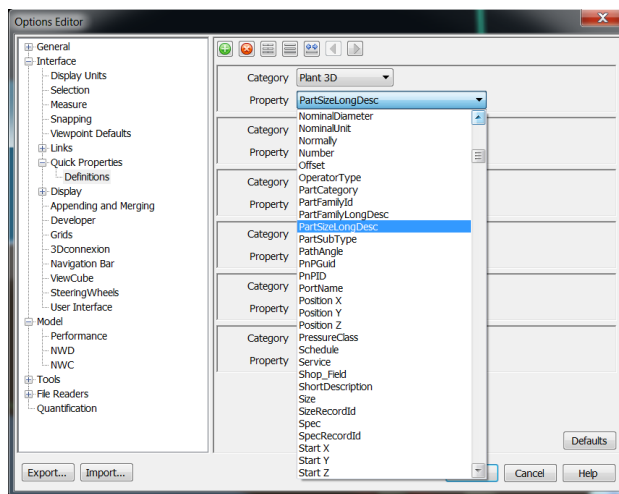 Options Editor
General
Interface
Display Units
Selection
Measure
Snapping
Viewpoint Defaults
Links
Quick Properties
Definitions
Display
Appending and Merging
Developer
Grids
3Dconnexion
Navigation Bar
ViewCube
SteeringWheels
User Interface
Model
Performance
NWD
NWC
Tools
File Readers
Quantification
Category Plant 3D
Property PartSizeLongDesc
Category
Property
Category
Property
Category
Property
Category
Property
Category
Property
NominalDiameter
NominalUnit
Normally
Number
Offset
OperatorType
PartCategory
PartFamilyId
PartFamilyLongDesc
PartSizeLongDesc
PartSubType
PathAngle
PnPGuid
PnPID
PortName
Position X
Position Y
Position Z
PressureClass
Schedule
Service
Shop_Field
ShortDescription
Size
SizeRecordId
Spec
SpecRecordId
Start X
Start Y
Start Z
Defaults
Export... Import... Cancel Help